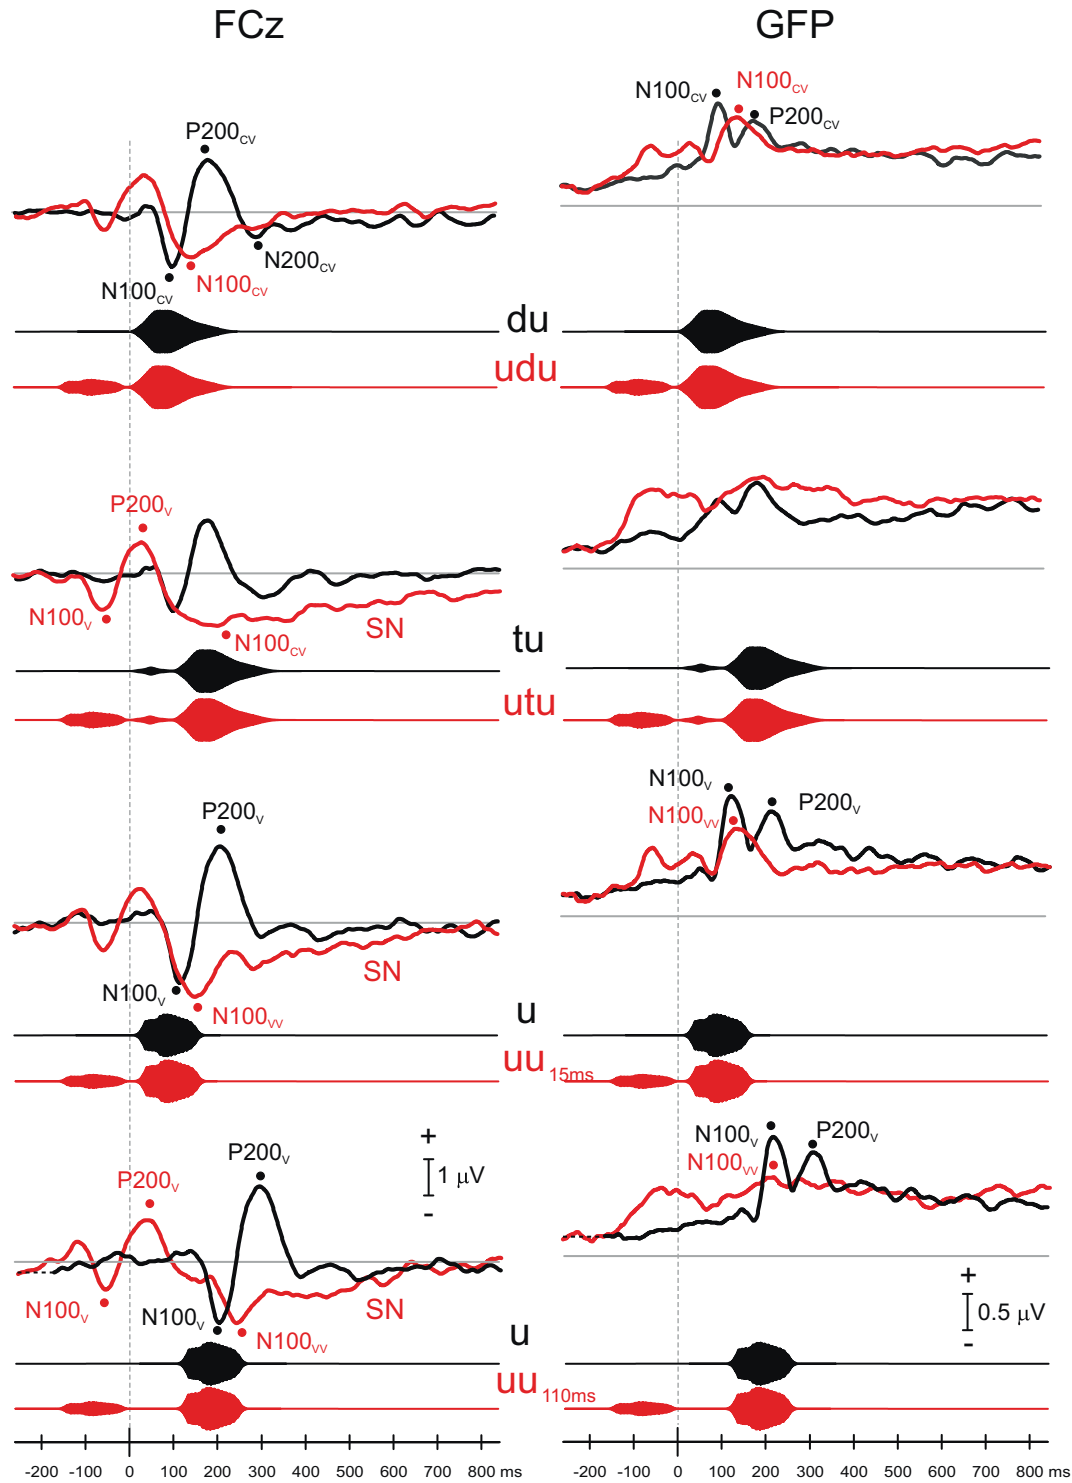 FCz
GFP
P200CV
N100CV
N100CV
N200CV
N100CV
N100CV
P200CV
du
udu
P200V
N100V
N100CV
SN
tu
utu
P200V
N100V
N100VV
SN
N100V
N100VV
P200V
u
uu 15ms
P200V
P200V
N100V
N100V
N100VV
SN
+
1 µV
-
N100V
P200V
N100VV
+
0.5 µV
-
u
uu 110ms
-200 -100 0 100 200 300 400 500 600 700 800 ms
-200 -100 0 100 200 300 400 500 600 700 800 ms